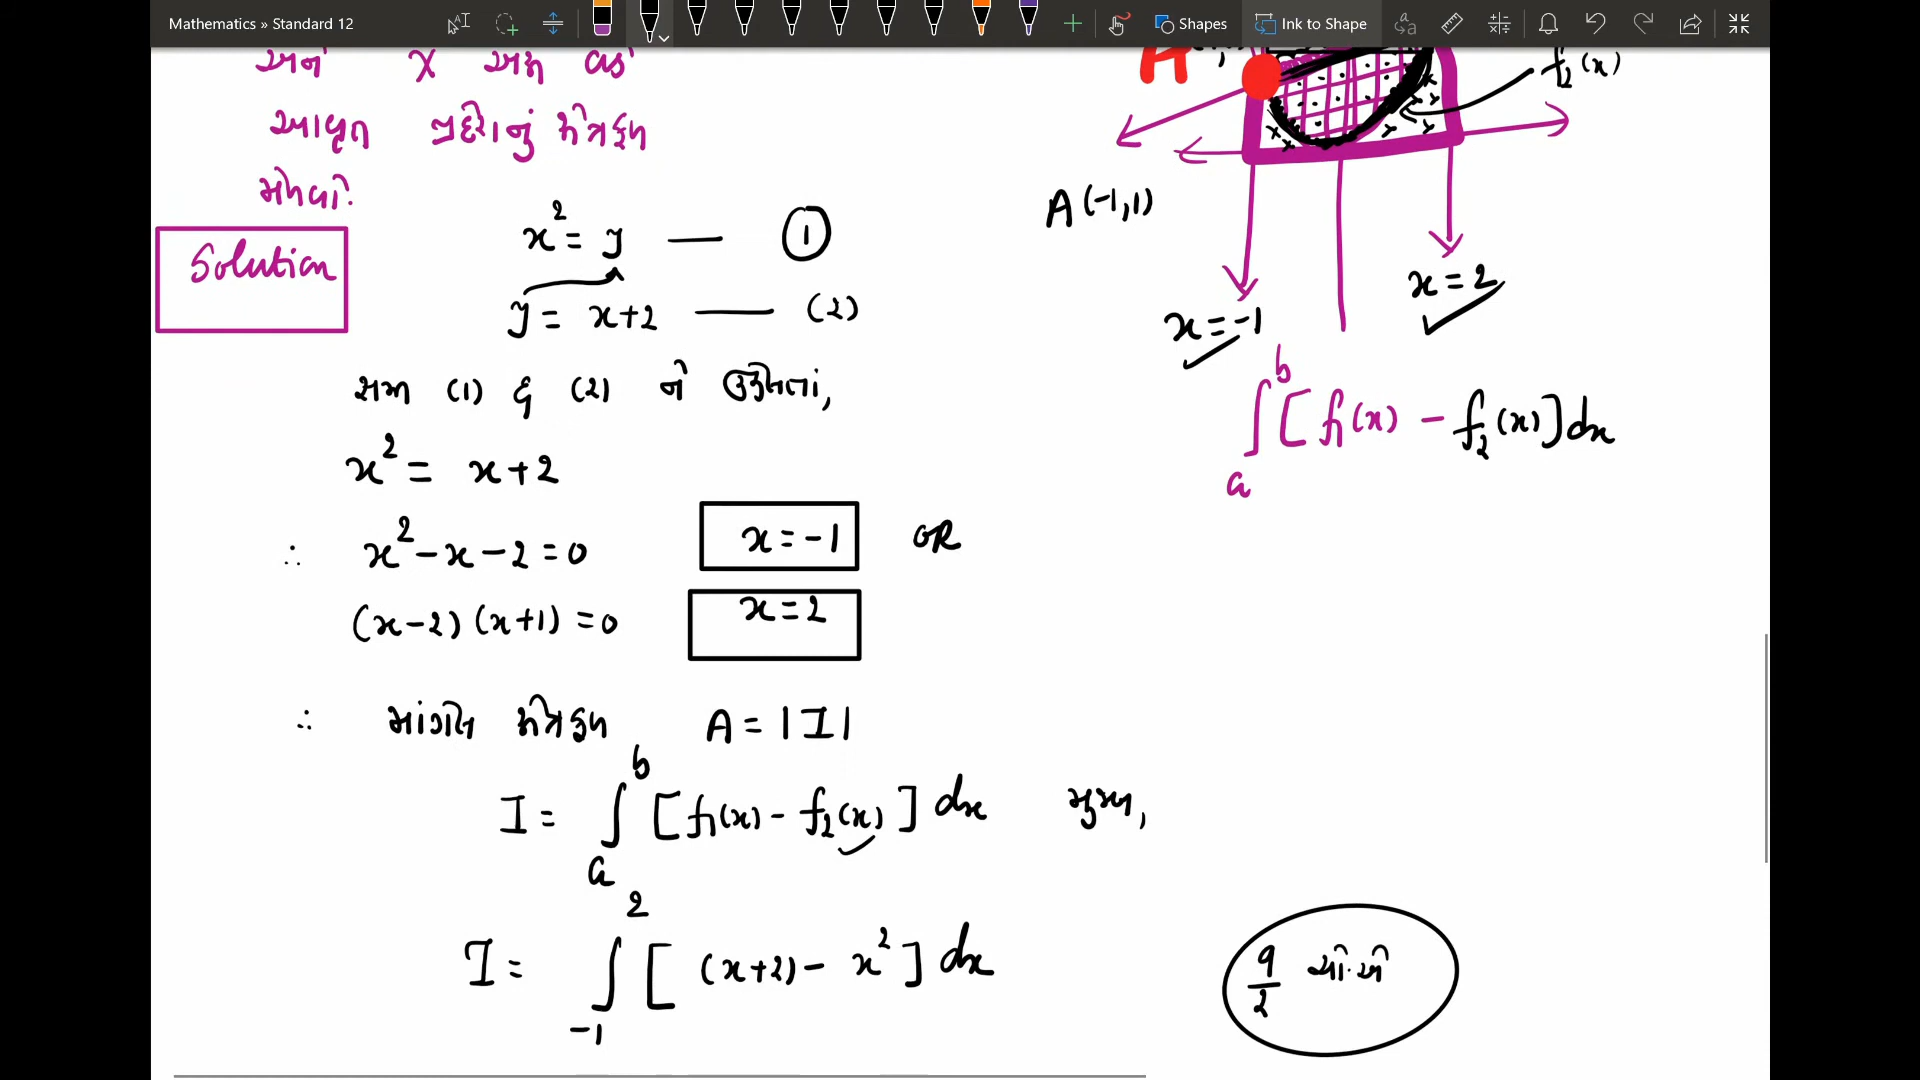 Mathematics » Standard 12
Shapes
Ink to Shape
અને X અક્ષ વડે
આવૃત પ્રદેશનું ક્ષેત્રફળ
મેળવો.
Solution
x² = y — ①
y = x+2 — (2)
સમી (1) & (2) ને ઉકેલતાં,
x² = x+2
∴ x²-x-2=0
x=-1 OR
(x-2)(x+1)=0
x=2
∴ માંગેલ ક્ષેત્રફળ A = |I|
I = ∫ₐᵇ [f₁(x) - f₂(x)] dx
I = ∫₋₁² [(x+2) - x²] dx
A
f₂(x)
A(-1,1)
x=-1
x=2
∫ₐᵇ [f₁(x) - f₂(x)] dx
9/2